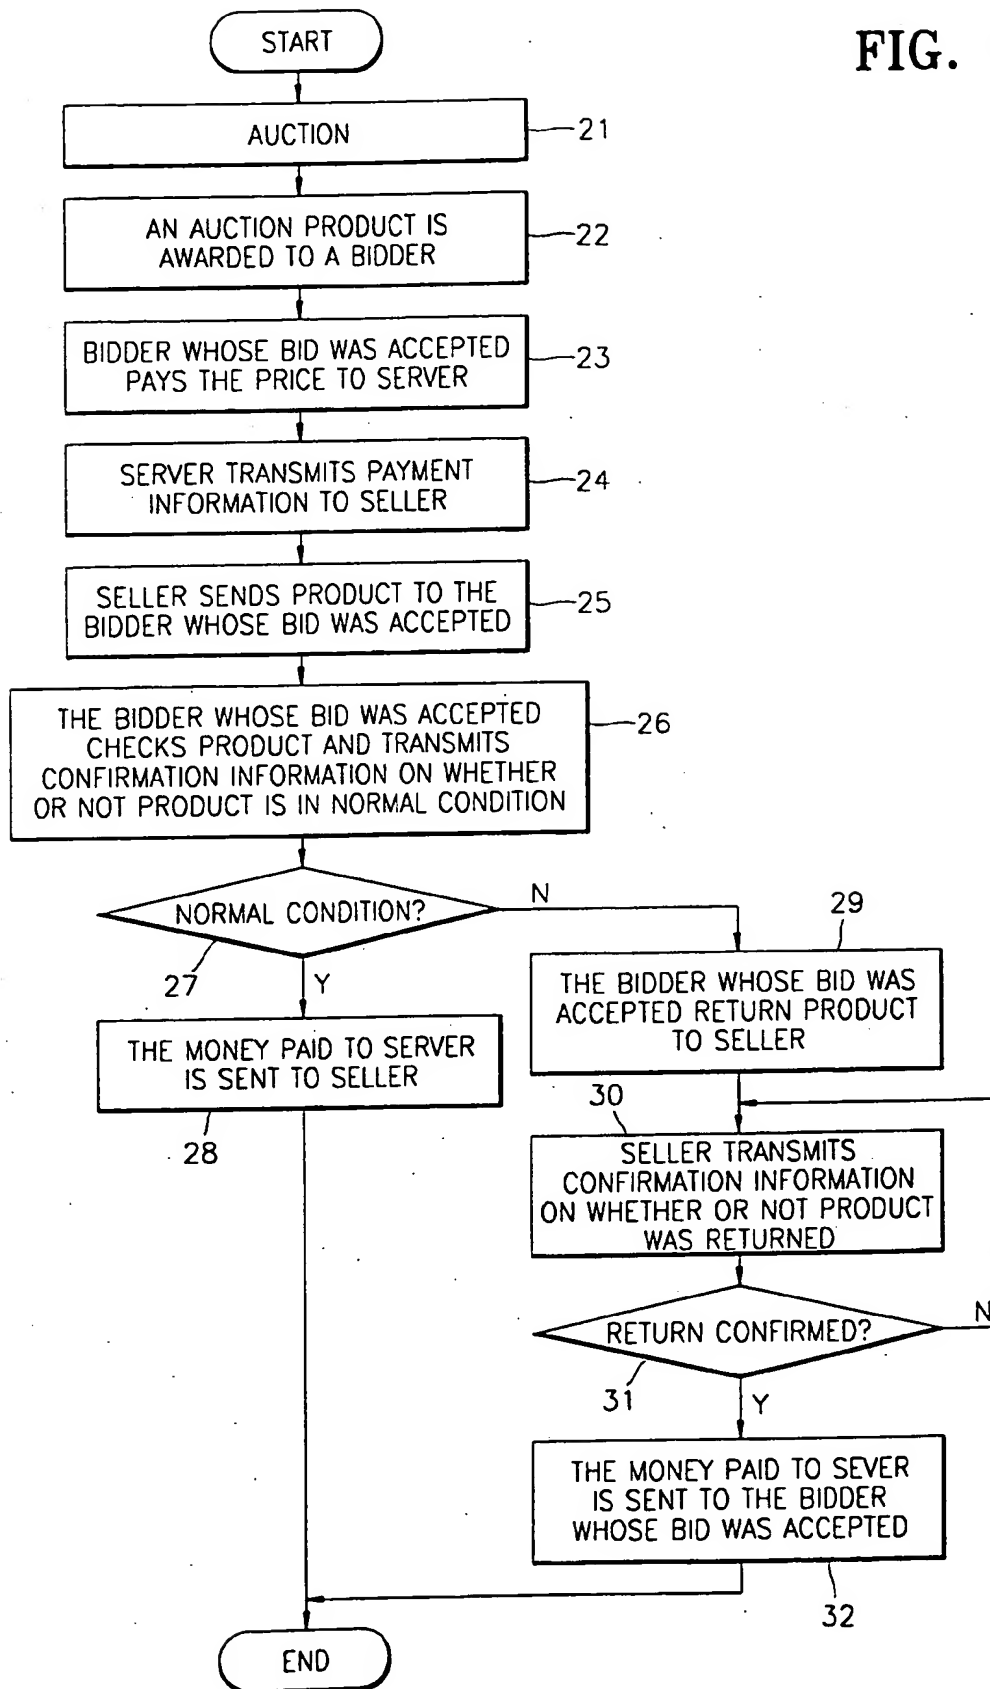 START
FIG.
AUCTION
21
AN AUCTION PRODUCT IS
AWARDED TO A BIDDER
22
BIDDER WHOSE BID WAS ACCEPTED
PAYS THE PRICE TO SERVER
23
SERVER TRANSMITS PAYMENT
INFORMATION TO SELLER
24
SELLER SENDS PRODUCT TO THE
BIDDER WHOSE BID WAS ACCEPTED
25
THE BIDDER WHOSE BID WAS ACCEPTED
CHECKS PRODUCT AND TRANSMITS
CONFIRMATION INFORMATION ON WHETHER
OR NOT PRODUCT IS IN NORMAL CONDITION
26
NORMAL CONDITION?
N
27
Y
THE MONEY PAID TO SERVER
IS SENT TO SELLER
28
29
THE BIDDER WHOSE BID WAS
ACCEPTED RETURN PRODUCT
TO SELLER
30
SELLER TRANSMITS
CONFIRMATION INFORMATION
ON WHETHER OR NOT PRODUCT
WAS RETURNED
RETURN CONFIRMED?
N
31
Y
THE MONEY PAID TO SEVER
IS SENT TO THE BIDDER
WHOSE BID WAS ACCEPTED
32
END